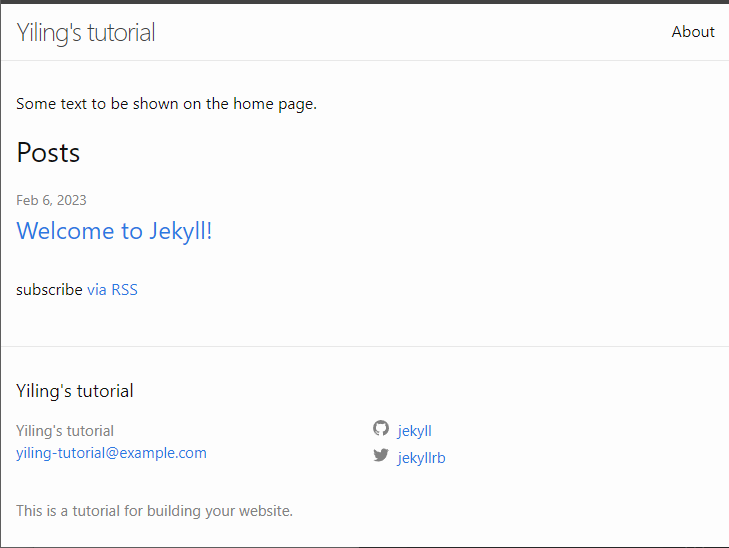 Yiling's tutorial
About
Some text to be shown on the home page.
Posts
Feb 6, 2023
Welcome to Jekyll!
subscribe via RSS
Yiling's tutorial
Yiling's tutorial
yiling-tutorial@example.com
jekyll
jekyllrb
This is a tutorial for building your website.